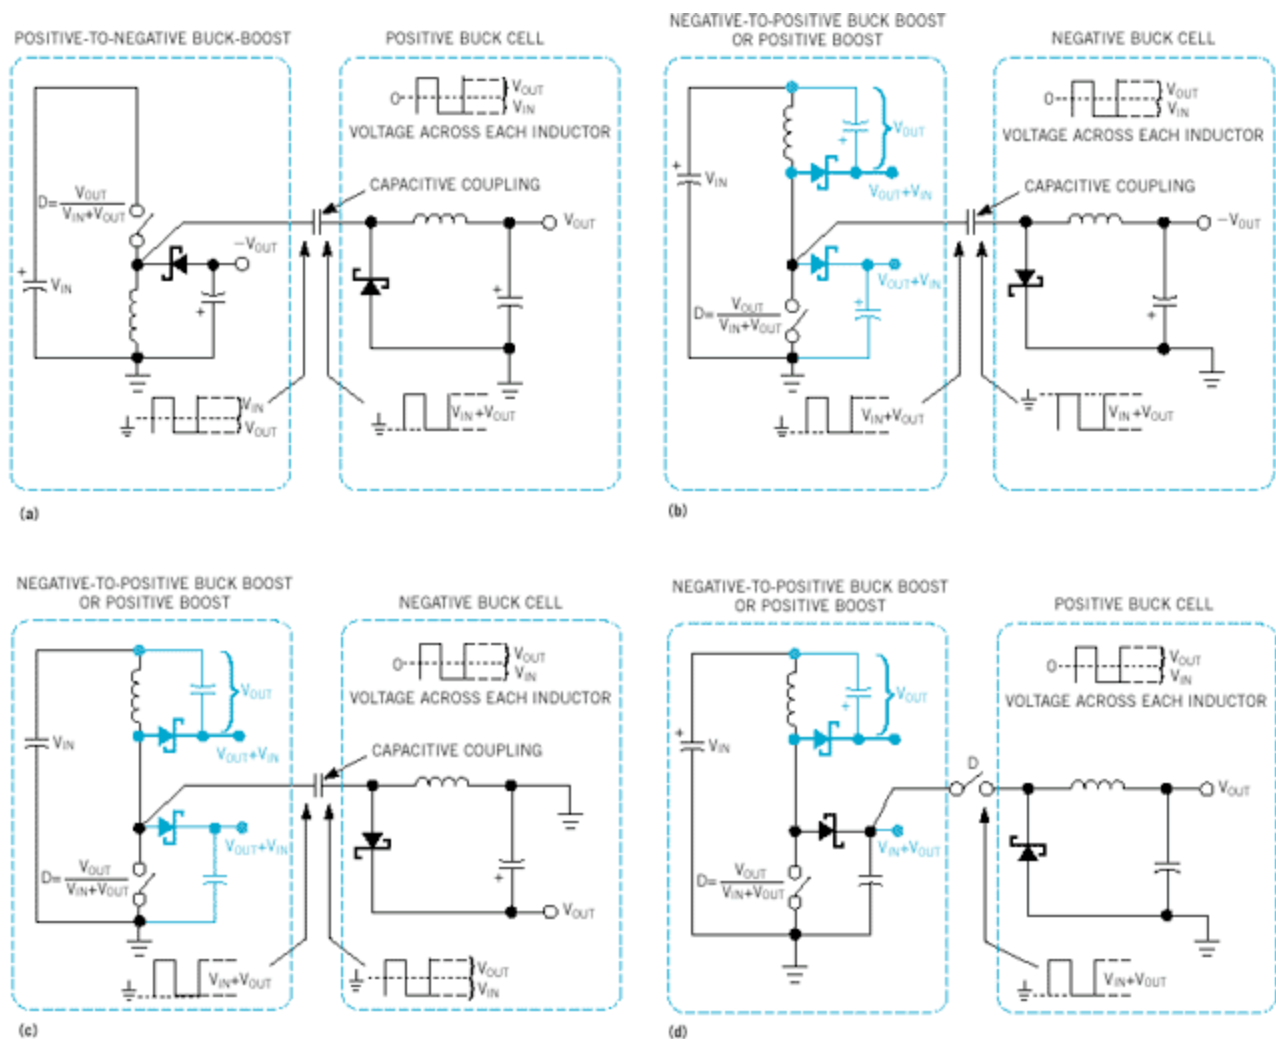 POSITIVE-TO-NEGATIVE BUCK-BOOST
POSITIVE BUCK CELL
0
VOUT
VIN
VOLTAGE ACROSS EACH INDUCTOR
CAPACITIVE COUPLING
D=VOUT
VIN+VOUT
VOUT
-VOUT
+
VIN
+
+
VIN
VOUT
VIN+VOUT
(a)
NEGATIVE-TO-POSITIVE BUCK BOOST
OR POSITIVE BOOST
NEGATIVE BUCK CELL
0
VOUT
VIN
VOLTAGE ACROSS EACH INDUCTOR
+
VOUT
+
VIN
VOUT+VIN
CAPACITIVE COUPLING
-VOUT
VOUT+VIN
D=VOUT
VIN+VOUT
+
+
VIN+VOUT
VIN+VOUT
(b)
NEGATIVE-TO-POSITIVE BUCK BOOST
OR POSITIVE BOOST
NEGATIVE BUCK CELL
0
VOUT
VIN
VOLTAGE ACROSS EACH INDUCTOR
VOUT
VIN
VOUT+VIN
CAPACITIVE COUPLING
VOUT+VIN
D=VOUT
VIN+VOUT
+
VOUT
VIN+VOUT
VOUT
VIN
(c)
NEGATIVE-TO-POSITIVE BUCK BOOST
OR POSITIVE BOOST
POSITIVE BUCK CELL
0
VOUT
VIN
VOLTAGE ACROSS EACH INDUCTOR
+
VOUT
+
VIN
D
VOUT
VIN+VOUT
D=VOUT
VIN+VOUT
VIN+VOUT
(d)